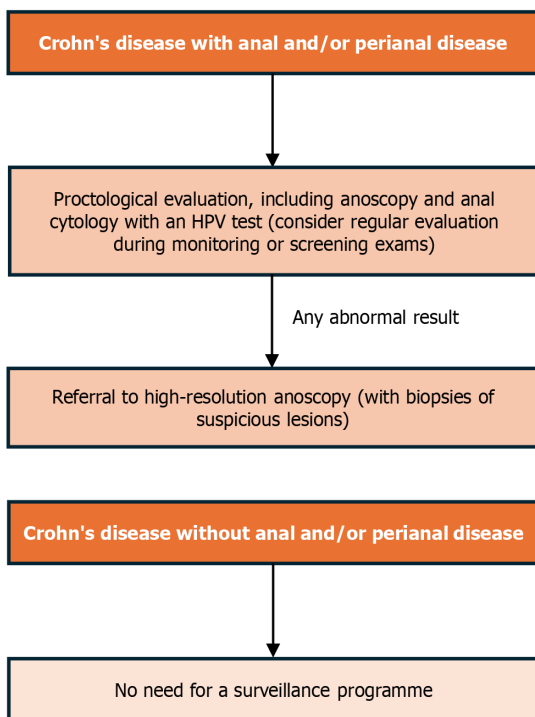 Crohn's disease with anal and/or perianal disease
Proctological evaluation, including anoscopy and anal
cytology with an HPV test (consider regular evaluation
during monitoring or screening exams)
Any abnormal result
Referral to high-resolution anoscopy (with biopsies of
suspicious lesions)
Crohn's disease without anal and/or perianal disease
No need for a surveillance programme